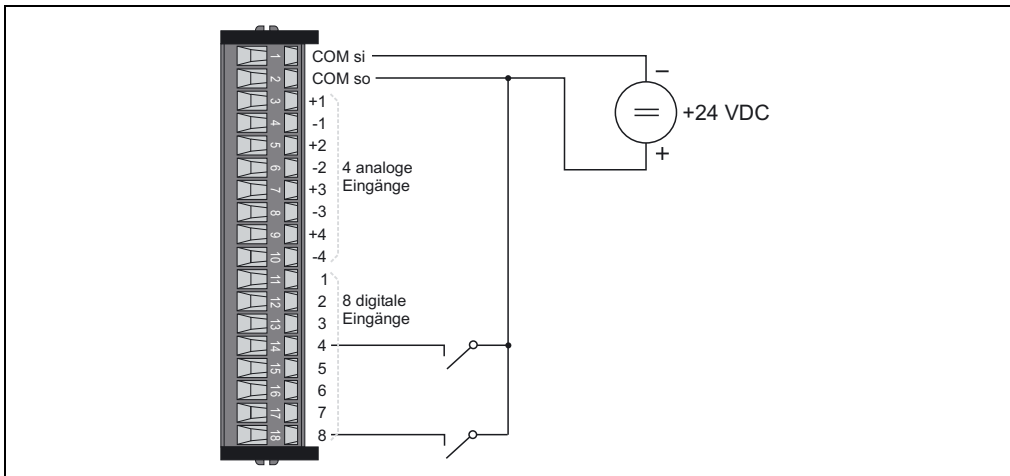 1 COM si
2 COM so
3 +1
4 -1
5 +2
6 -2
7 +3
8 -3
9 +4
10 -4
4 analoge
Eingänge
11 1
12 2
13 3
14 4
15 5
16 6
17 7
18 8
8 digitale
Eingänge
−
+24 VDC
+